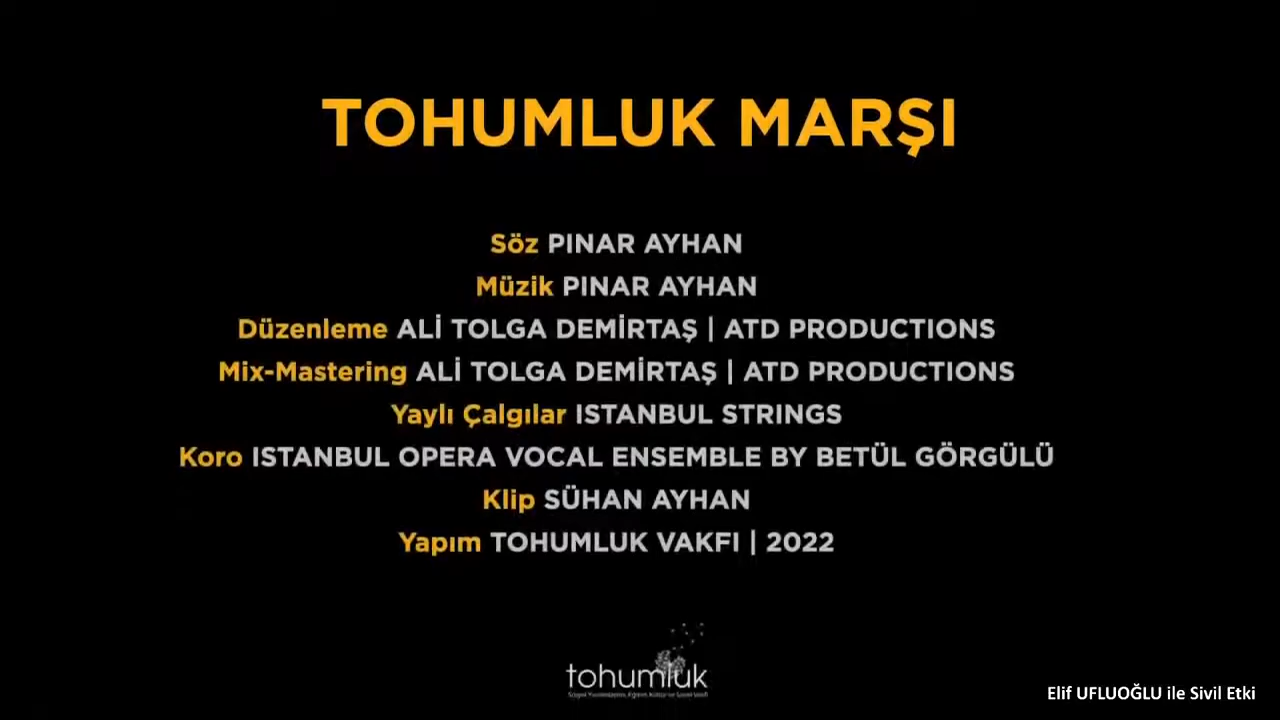 TOHUMLUK MARŞI
Söz PINAR AYHAN
Müzik PINAR AYHAN
Düzenleme ALİ TOLGA DEMİRTAŞ | ATD PRODUCTIONS
Mix-Mastering ALİ TOLGA DEMİRTAŞ | ATD PRODUCTIONS
Yaylı Çalgılar ISTANBUL STRINGS
Koro ISTANBUL OPERA VOCAL ENSEMBLE BY BETÜL GÖRGÜLÜ
Klip SÜHAN AYHAN
Yapım TOHUMLUK VAKFI | 2022
tohumluk
Elif UFLUOĞLU ile Sivil Etki